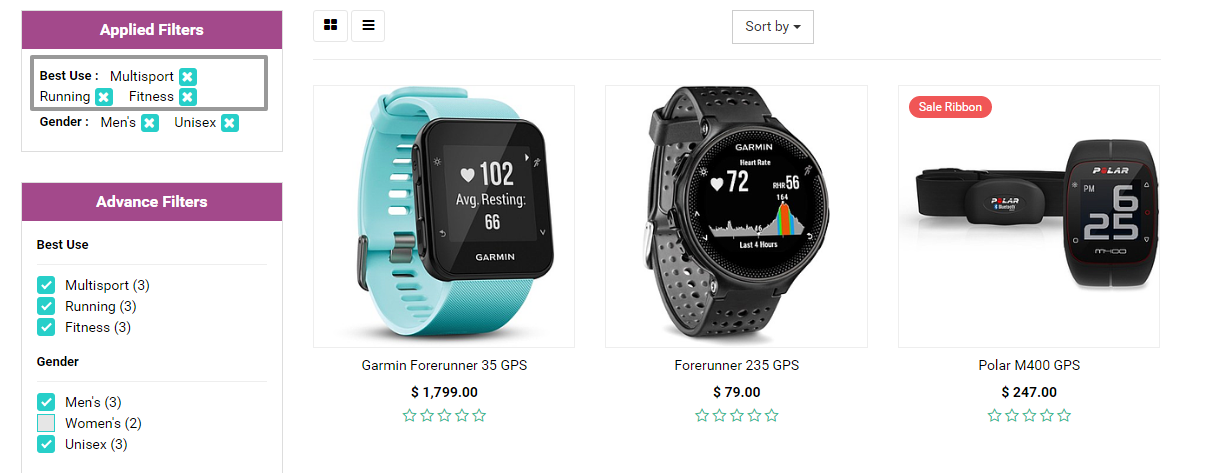 Applied Filters
Best Use : Multisport
Running Fitness
Gender : Men's Unisex
Advance Filters
Best Use
Multisport (3)
Running (3)
Fitness (3)
Gender
Men's (3)
Women's (2)
Unisex (3)
Sort by
102
Avg. Resting:
66
GARMIN
Garmin Forerunner 35 GPS
$ 1,799.00
GARMIN
Heart Rate
72 RHR 56
164
66
Last 4 Hours
Forerunner 235 GPS
$ 79.00
Sale Ribbon
POLAR
Bluetooth
POLAR
PM 6
25
M400
Polar M400 GPS
$ 247.00